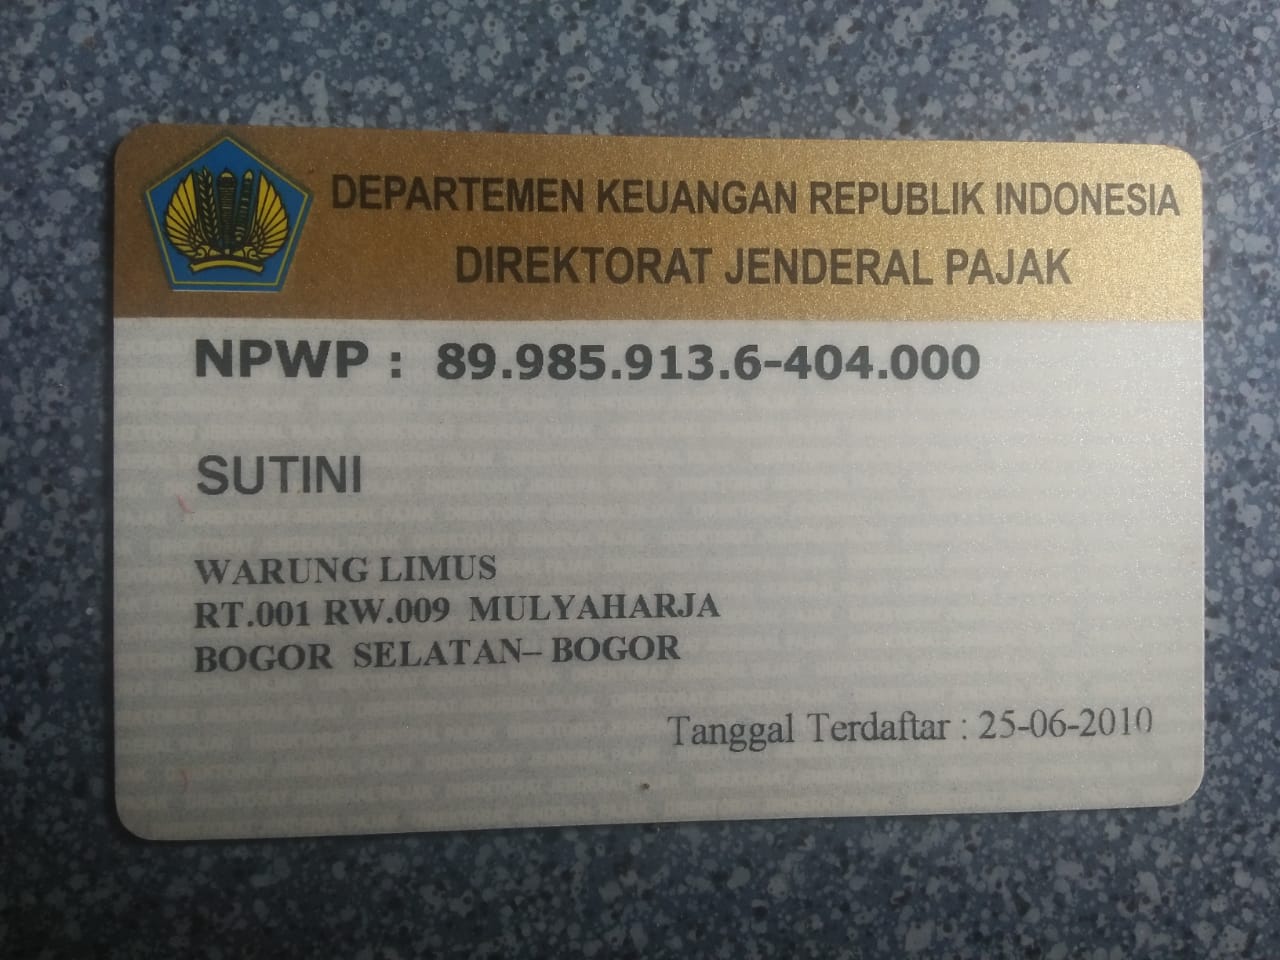 DEPARTEMEN KEUANGAN REPUBLIK INDONESIA
DIREKTORAT JENDERAL PAJAK
NPWP : 89.985.913.6-404.000
SUTINI
WARUNG LIMUS
RT.001 RW.009 MULYAHARJA
BOGOR SELATAN– BOGOR
Tanggal Terdaftar : 25-06-2010